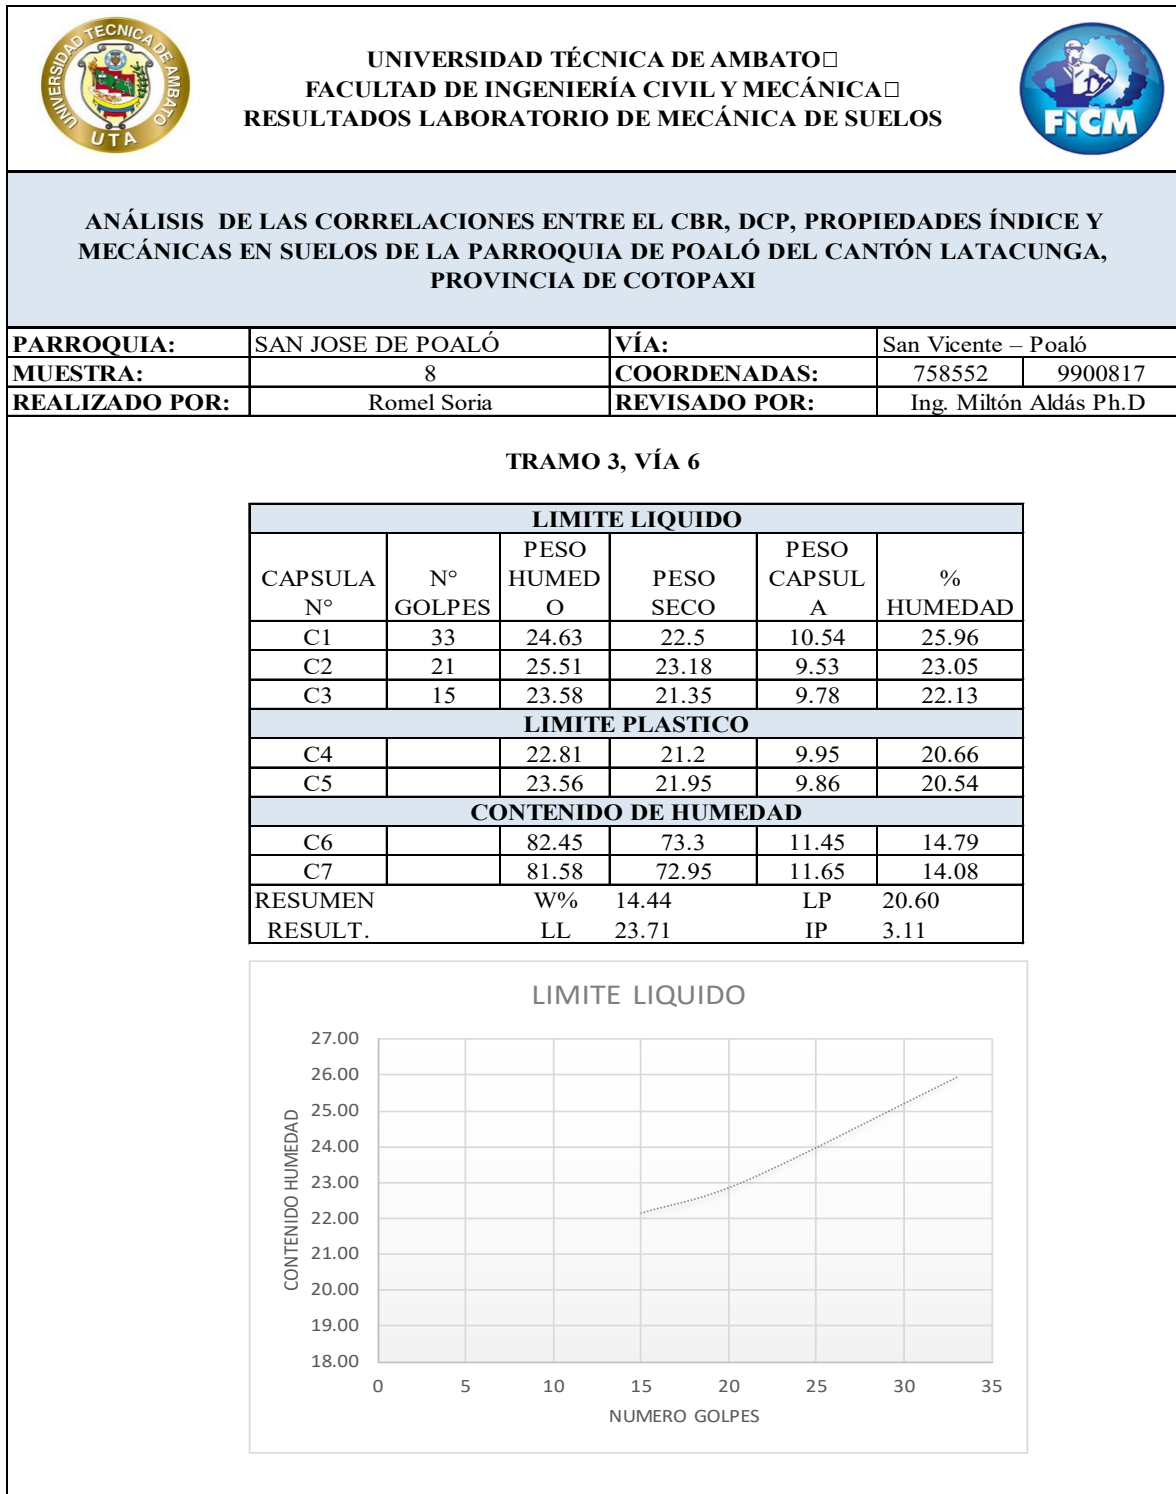 UNIVERSIDAD TECNICA DE AMBATO
UTA
UNIVERSIDAD TÉCNICA DE AMBATO□
FACULTAD DE INGENIERÍA CIVIL Y MECÁNICA□
RESULTADOS LABORATORIO DE MECÁNICA DE SUELOS
FICM
ANÁLISIS DE LAS CORRELACIONES ENTRE EL CBR, DCP, PROPIEDADES ÍNDICE Y
MECÁNICAS EN SUELOS DE LA PARROQUIA DE POALÓ DEL CANTÓN LATACUNGA,
PROVINCIA DE COTOPAXI
PARROQUIA: SAN JOSE DE POALÓ VÍA: San Vicente – Poaló
MUESTRA: 8 COORDENADAS: 758552 9900817
REALIZADO POR: Romel Soria REVISADO POR: Ing. Miltón Aldás Ph.D
TRAMO 3, VÍA 6
LIMITE LIQUIDO
CAPSULA N° N° GOLPES PESO HUMED O PESO SECO PESO CAPSUL A % HUMEDAD
C1 33 24.63 22.5 10.54 25.96
C2 21 25.51 23.18 9.53 23.05
C3 15 23.58 21.35 9.78 22.13
LIMITE PLASTICO
C4 22.81 21.2 9.95 20.66
C5 23.56 21.95 9.86 20.54
CONTENIDO DE HUMEDAD
C6 82.45 73.3 11.45 14.79
C7 81.58 72.95 11.65 14.08
RESUMEN W% 14.44 LP 20.60
RESULT. LL 23.71 IP 3.11
LIMITE LIQUIDO
CONTENIDO HUMEDAD
27.00
26.00
25.00
24.00
23.00
22.00
21.00
20.00
19.00
18.00
0 5 10 15 20 25 30 35
NUMERO GOLPES